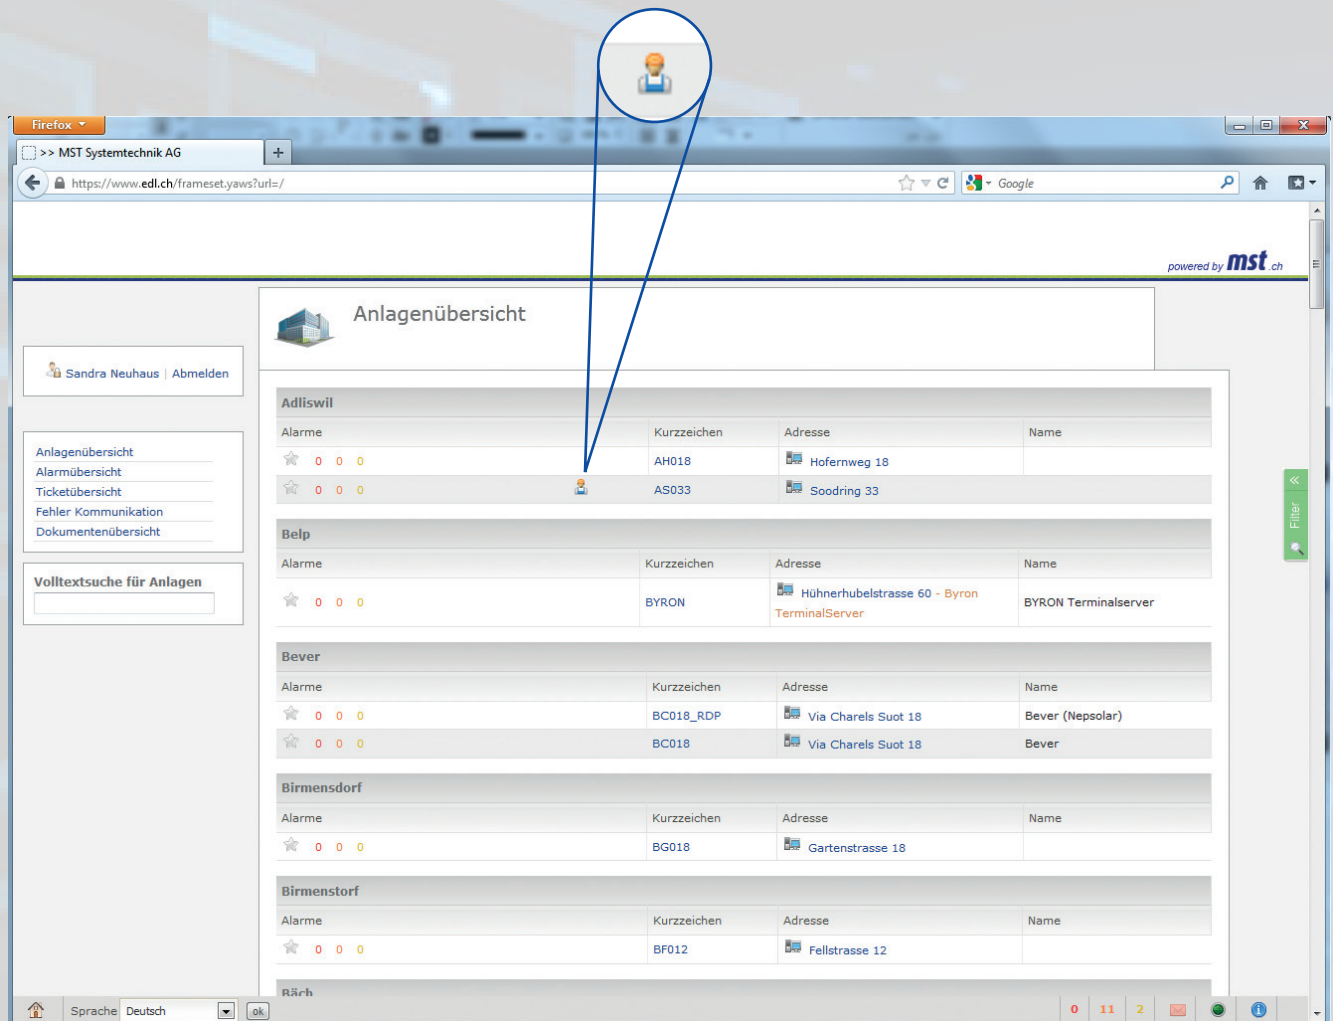 Firefox
>> MST Systemtechnik AG
https://www.edl.ch/frameset.yaws?url=/
Google
powered by mst.ch
Anlagenübersicht
Sandra Neuhaus | Abmelden
Anlagenübersicht
Alarmübersicht
Ticketübersicht
Fehler Kommunikation
Dokumentenübersicht
Volltextsuche für Anlagen
Adliswil
Alarme Kurzzeichen Adresse Name
0 0 0 AH018 Hofernweg 18
0 0 0 AS033 Soodring 33
Belp
Alarme Kurzzeichen Adresse Name
0 0 0 BYRON Hühnerhubelstrasse 60 - Byron TerminalServer BYRON Terminalserver
Bever
Alarme Kurzzeichen Adresse Name
0 0 0 BC018_RDP Via Charels Suot 18 Bever (Nepsolar)
0 0 0 BC018 Via Charels Suot 18 Bever
Birmensdorf
Alarme Kurzzeichen Adresse Name
0 0 0 BG018 Gartenstrasse 18
Birmenstorf
Alarme Kurzzeichen Adresse Name
0 0 0 BF012 Fellstrasse 12
Bäch
« Filter
Sprache Deutsch ok 0 11 2